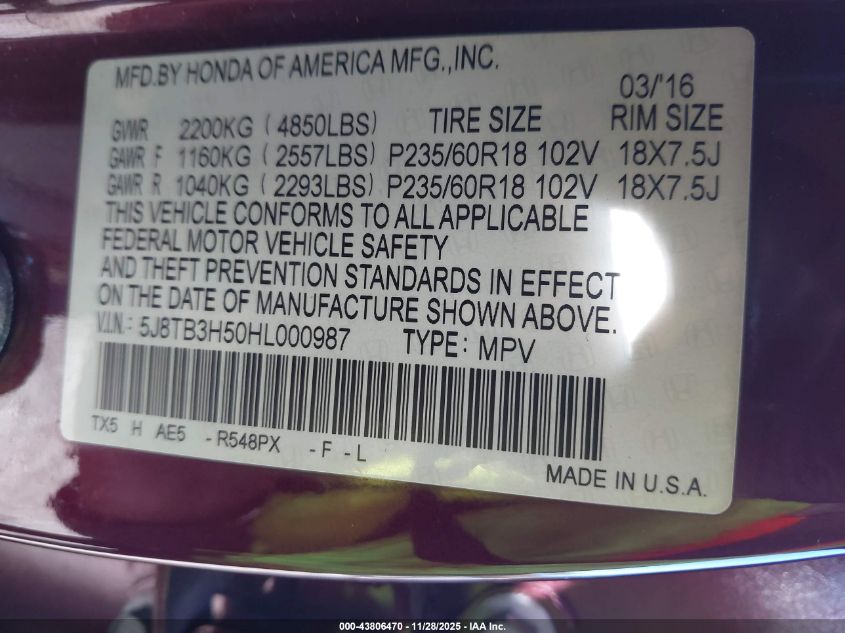 MFD.BY HONDA OF AMERICA MFG.,INC.
03/'16
GVWR 2200KG (4850LBS) TIRE SIZE RIM SIZE
GAWR F 1160KG (2557LBS) P235/60R18 102V 18X7.5J
GAWR R 1040KG (2293LBS) P235/60R18 102V 18X7.5J
THIS VEHICLE CONFORMS TO ALL APPLICABLE
FEDERAL MOTOR VEHICLE SAFETY
AND THEFT PREVENTION STANDARDS IN EFFECT
ON THE DATE OF MANUFACTURE SHOWN ABOVE.
V.I.N.: 5J8TB3H50HL000987 TYPE: MPV
TX5 H AE5 -R548PX -F-L
MADE IN U.S.A.
000-43806470 — 11/28/2025 — IAA Inc.